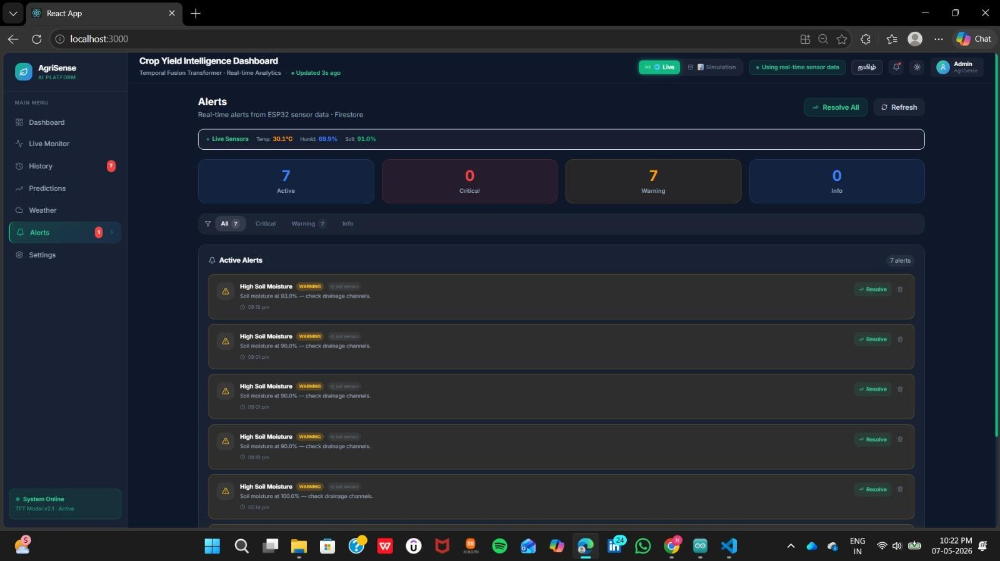 React App
localhost:3000
Chat
AgriSense
AI PLATFORM
MAIN MENU
Dashboard
Live Monitor
History 7
Predictions
Weather
Alerts 1
Settings
System Online
TFT Model v2.1 · Active
Crop Yield Intelligence Dashboard
Temporal Fusion Transformer · Real-time Analytics · Updated 3s ago
Live
Simulation
Using real-time sensor data
தமிழ்
Admin
AgriSense
Alerts
Real-time alerts from ESP32 sensor data · Firestore
Resolve All
Refresh
Live Sensors Temp: 30.1°C Humid: 69.9% Soil: 91.0%
7
Active
0
Critical
7
Warning
0
Info
All 7 Critical Warning 7 Info
Active Alerts 7 alerts
High Soil Moisture WARNING soil sensor Resolve
Soil moisture at 93.0% — check drainage channels.
09:18 pm
High Soil Moisture WARNING soil sensor Resolve
Soil moisture at 90.0% — check drainage channels.
09:01 pm
High Soil Moisture WARNING soil sensor Resolve
Soil moisture at 90.0% — check drainage channels.
09:01 pm
High Soil Moisture WARNING soil sensor Resolve
Soil moisture at 90.0% — check drainage channels.
08:19 pm
High Soil Moisture WARNING soil sensor Resolve
Soil moisture at 100.0% — check drainage channels.
05:14 pm
5
W
xiaomi
in
24
N
ENG
IN
10:22 PM
07-05-2026